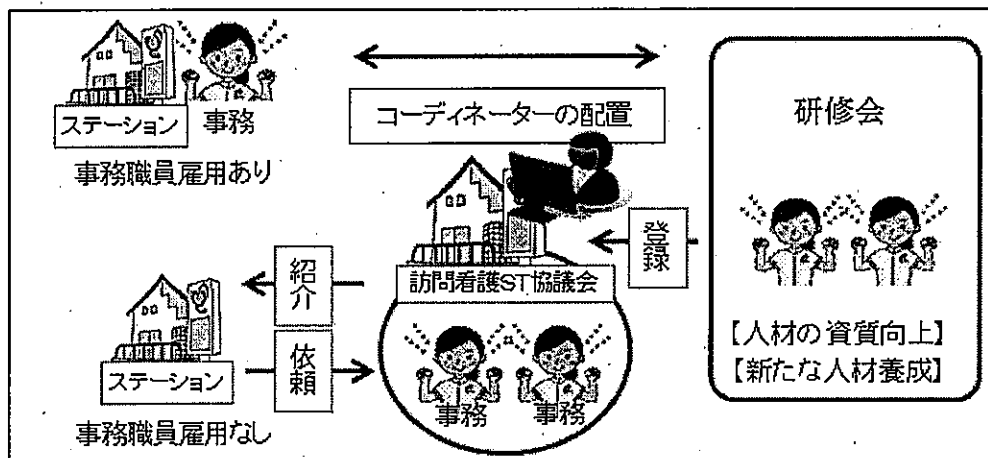 ステーション
事務
事務職員雇用あり
コーディネーターの配置
研修会
登録
訪問看護ST協議会
紹介
依頼
ステーション
事務職員雇用なし
事務
事務
【人材の資質向上】
【新たな人材養成】